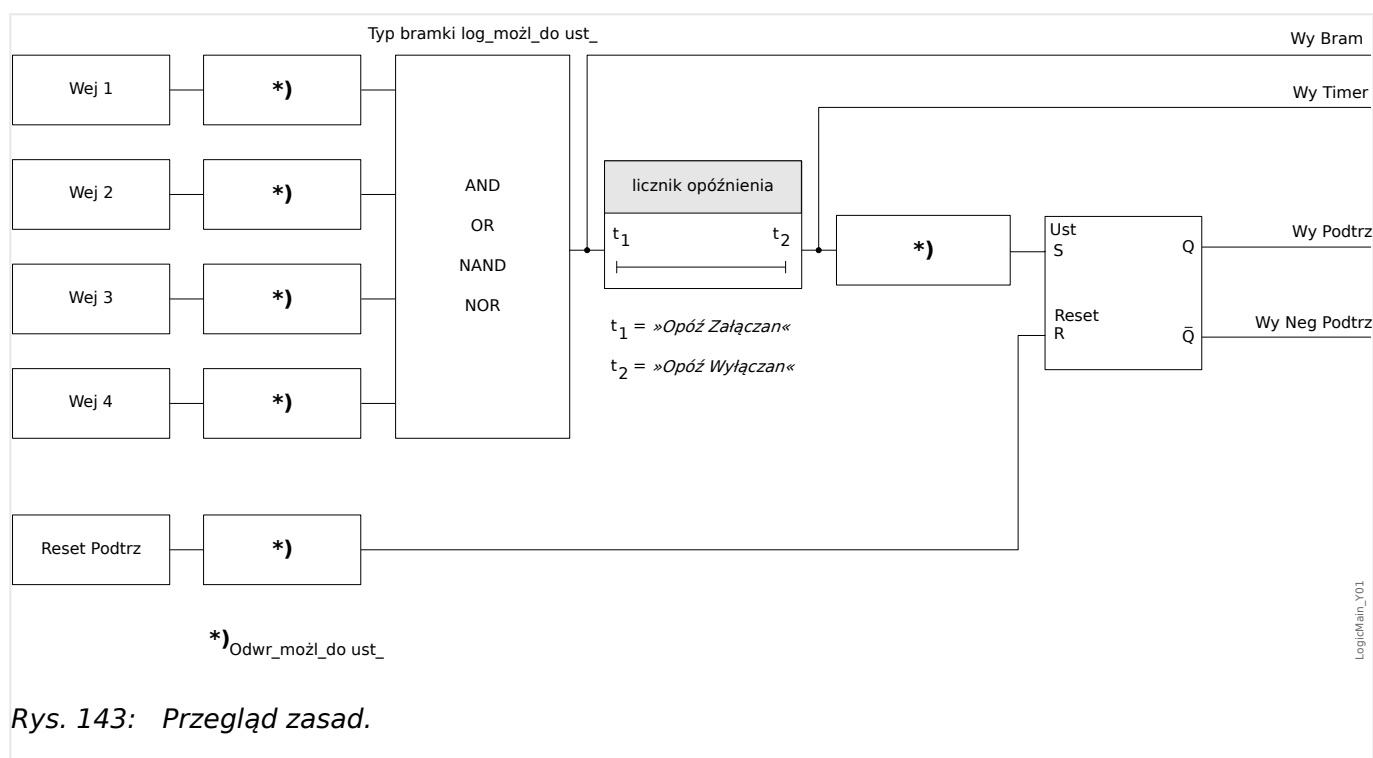 Typ bramki log_możl_do ust_
Wy Bram
Wej 1
*)
Wy Timer
Wej 2
*)
AND
OR
NAND
NOR
licznik opóźnienia
t1
t2
*)
Ust
S
Q
Wy Podtrz
Wej 3
*)
t1 = »Opóź Załączan«
t2 = »Opóź Wyłączan«
Reset
R
Q̅
Wy Neg Podtrz
Wej 4
*)
Reset Podtrz
*)
*)Odwr_możl_do ust_
LogicMain_Y01
Rys. 143: Przegląd zasad.